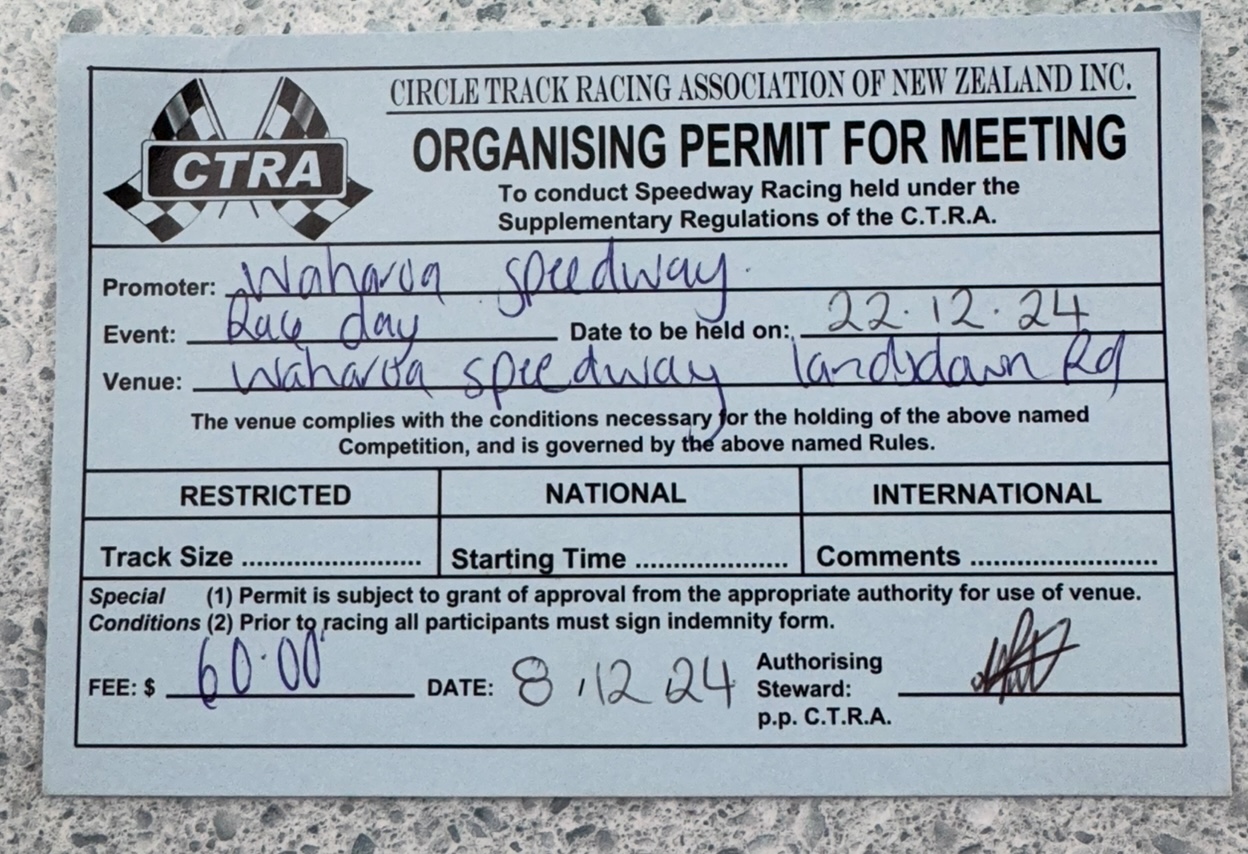 CIRCLE TRACK RACING ASSOCIATION OF NEW ZEALAND INC.
CTRA
ORGANISING PERMIT FOR MEETING
To conduct Speedway Racing held under the
Supplementary Regulations of the C.T.R.A.
Promoter: Waharoa speedway.
Event: Race day Date to be held on: 22.12.24
Venue: Waharoa speedway landsdown Rd
The venue complies with the conditions necessary for the holding of the above named
Competition, and is governed by the above named Rules.
RESTRICTED NATIONAL INTERNATIONAL
Track Size .......................... Starting Time ...................... Comments ...........................
Special (1) Permit is subject to grant of approval from the appropriate authority for use of venue.
Conditions (2) Prior to racing all participants must sign indemnity form.
FEE: $ 60.00 DATE: 8.12.24 Authorising
Steward:
p.p. C.T.R.A.